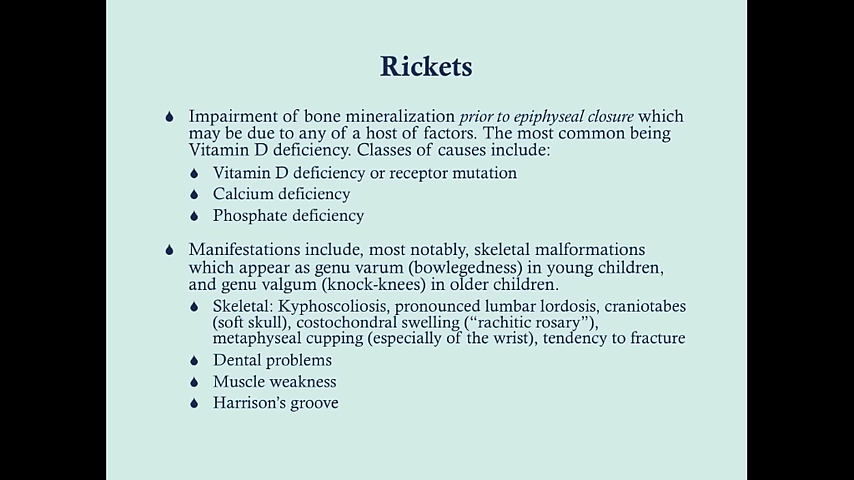 Rickets
Impairment of bone mineralization prior to epiphyseal closure which
may be due to any of a host of factors. The most common being
Vitamin D deficiency. Classes of causes include:
Vitamin D deficiency or receptor mutation
Calcium deficiency
Phosphate deficiency
Manifestations include, most notably, skeletal malformations
which appear as genu varum (bowlegedness) in young children,
and genu valgum (knock-knees) in older children.
Skeletal: Kyphoscoliosis, pronounced lumbar lordosis, craniotabes
(soft skull), costochondral swelling (“rachitic rosary”),
metaphyseal cupping (especially of the wrist), tendency to fracture
Dental problems
Muscle weakness
Harrison’s groove